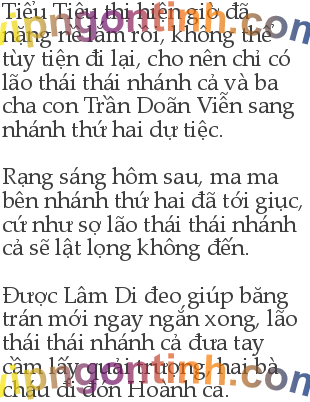 Tiểu Tiêu thị hiện giờ đã
nặng nề lắm rồi, không thể
tùy tiện đi lại, cho nên chỉ có
lão thái thái nhánh cả và ba
cha con Trần Doãn Viễn sang
nhánh thứ hai dự tiệc.
Rạng sáng hôm sau, ma ma
bên nhánh thứ hai đã tới giục,
cứ như sợ lão thái thái nhánh
cả sẽ lật lọng không đến.
Được Lâm Di đeo giúp băng
trán mới ngay ngắn xong, lão
thái thái nhánh cả đưa tay
cầm lấy quải trượng, hai bà
cháu đi đón Hoành ca.
vipngontinh.com
vipngontinh.com